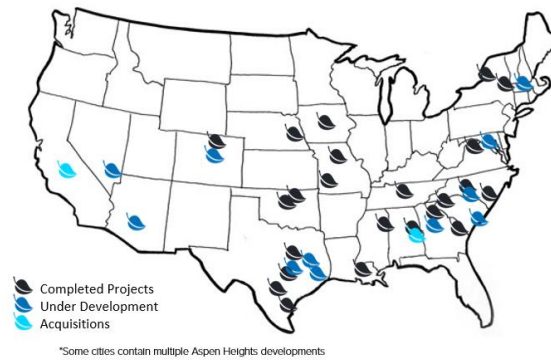 Completed Projects
Under Development
Acquisitions
*Some cities contain multiple Aspen Heights developments